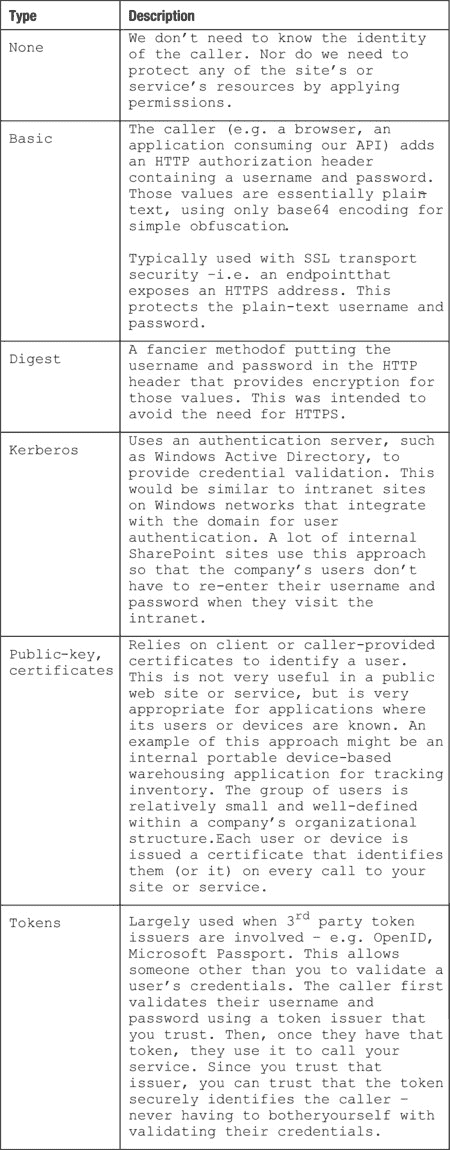 Type Description
None We don't need to know the identity
of the caller. Nor do we need to
protect any of the site's or
service's resources by applying
permissions.
Basic The caller (e.g. a browser, an
application consuming our API) adds
an HTTP authorization header
containing a username and password.
Those values are essentially plain-
text, using only base64 encoding for
simple obfuscation.
Typically used with SSL transport
security –i.e. an endpointthat
exposes an HTTPS address. This
protects the plain-text username and
password.
Digest A fancier methodof putting the
username and password in the HTTP
header that provides encryption for
those values. This was intended to
avoid the need for HTTPS.
Kerberos Uses an authentication server, such
as Windows Active Directory, to
provide credential validation. This
would be similar to intranet sites
on Windows networks that integrate
with the domain for user
authentication. A lot of internal
SharePoint sites use this approach
so that the company's users don't
have to re-enter their username and
password when they visit the
intranet.
Public-key, Relies on client or caller-provided
certificates certificates to identify a user.
This is not very useful in a public
web site or service, but is very
appropriate for applications where
its users or devices are known. An
example of this approach might be an
internal portable device-based
warehousing application for tracking
inventory. The group of users is
relatively small and well-defined
within a company's organizational
structure.Each user or device is
issued a certificate that identifies
them (or it) on every call to your
site or service.
Tokens Largely used when 3rd party token
issuers are involved – e.g. OpenID,
Microsoft Passport. This allows
someone other than you to validate a
user's credentials. The caller first
validates their username and
password using a token issuer that
you trust. Then, once they have that
token, they use it to call your
service. Since you trust that
issuer, you can trust that the token
securely identifies the caller –
never having to botheryourself with
validating their credentials.